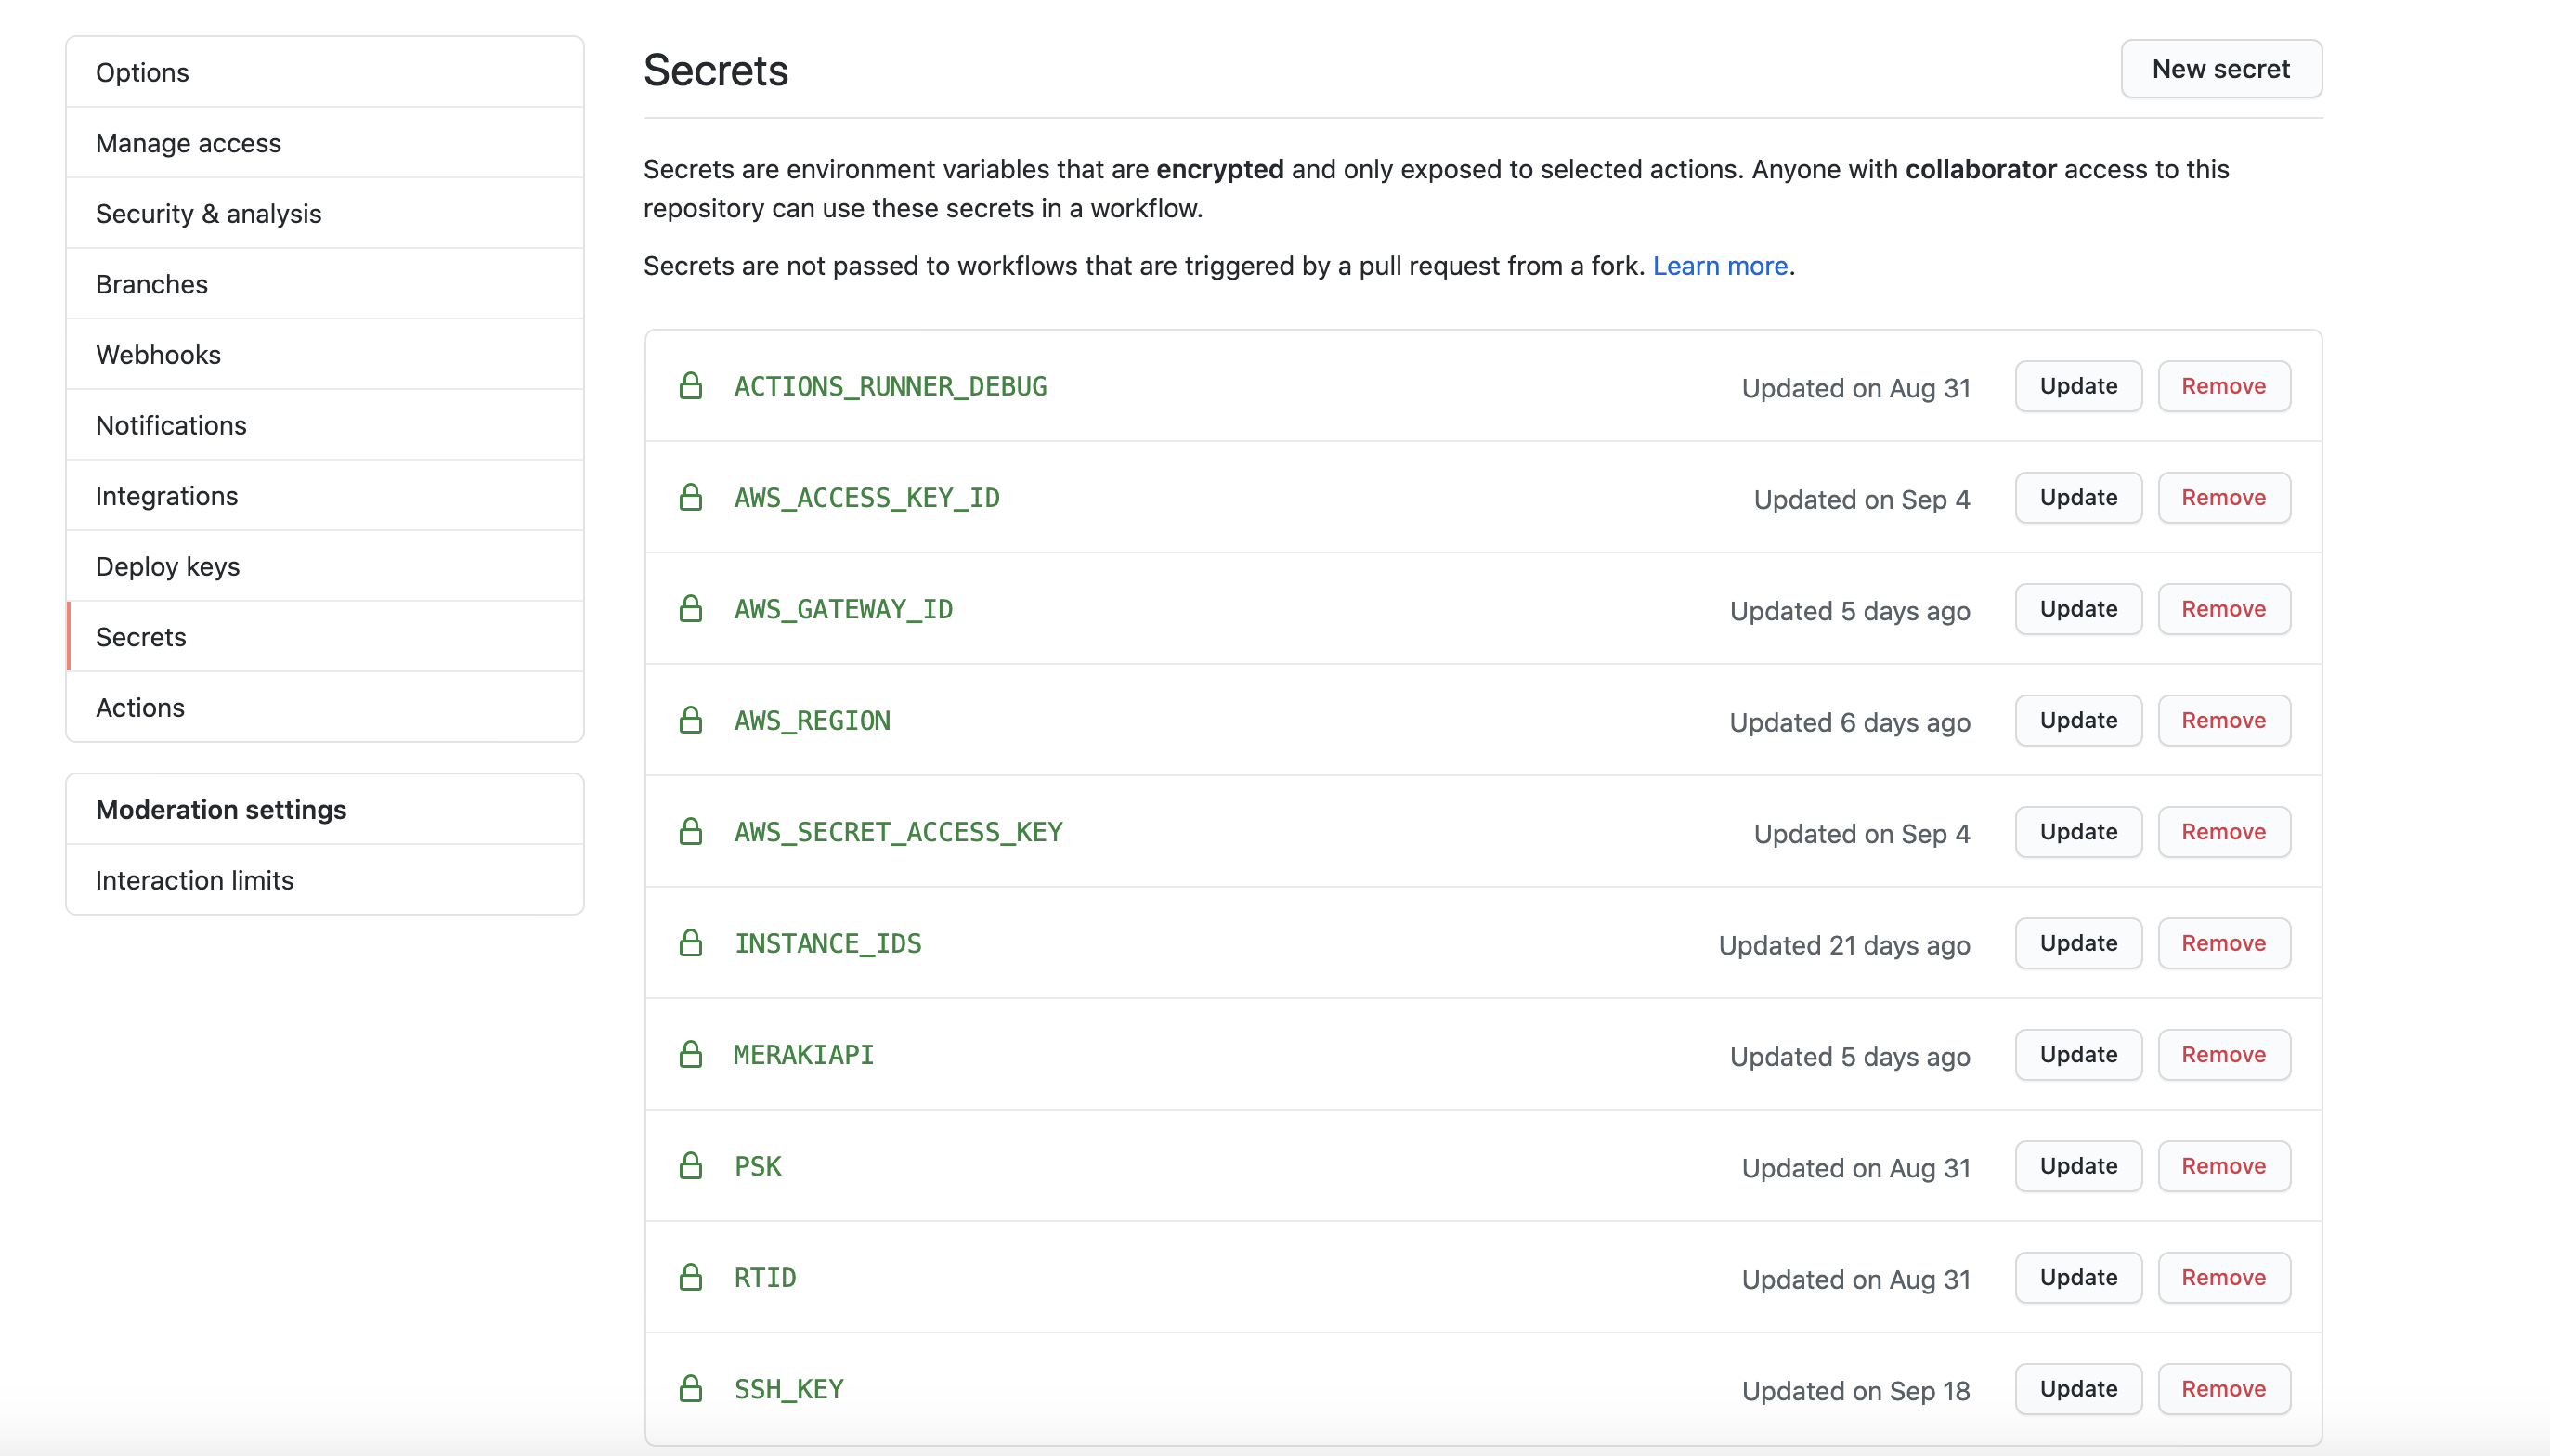 Options
Manage access
Security & analysis
Branches
Webhooks
Notifications
Integrations
Deploy keys
Secrets
Actions
Moderation settings
Interaction limits
Secrets
New secret
Secrets are environment variables that are encrypted and only exposed to selected actions. Anyone with collaborator access to this
repository can use these secrets in a workflow.
Secrets are not passed to workflows that are triggered by a pull request from a fork. Learn more.
ACTIONS_RUNNER_DEBUG Updated on Aug 31 Update Remove
AWS_ACCESS_KEY_ID Updated on Sep 4 Update Remove
AWS_GATEWAY_ID Updated 5 days ago Update Remove
AWS_REGION Updated 6 days ago Update Remove
AWS_SECRET_ACCESS_KEY Updated on Sep 4 Update Remove
INSTANCE_IDS Updated 21 days ago Update Remove
MERAKIAPI Updated 5 days ago Update Remove
PSK Updated on Aug 31 Update Remove
RTID Updated on Aug 31 Update Remove
SSH_KEY Updated on Sep 18 Update Remove